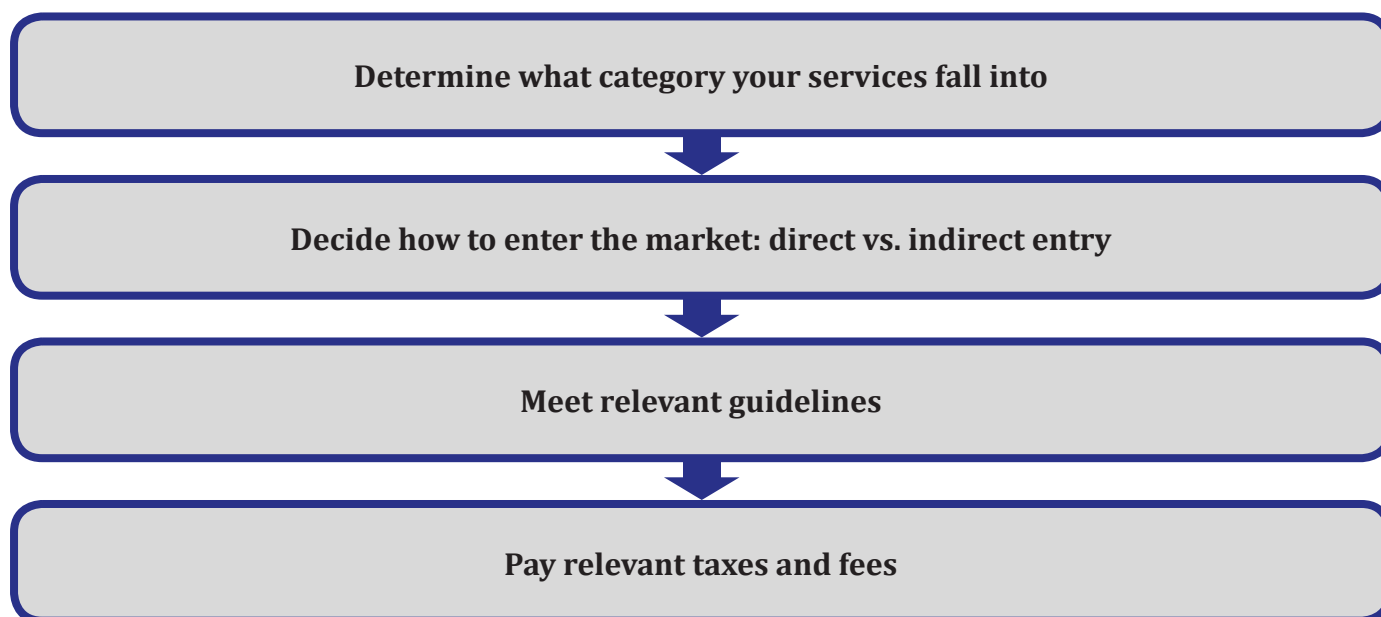 Determine what category your services fall into
Decide how to enter the market: direct vs. indirect entry
Meet relevant guidelines
Pay relevant taxes and fees